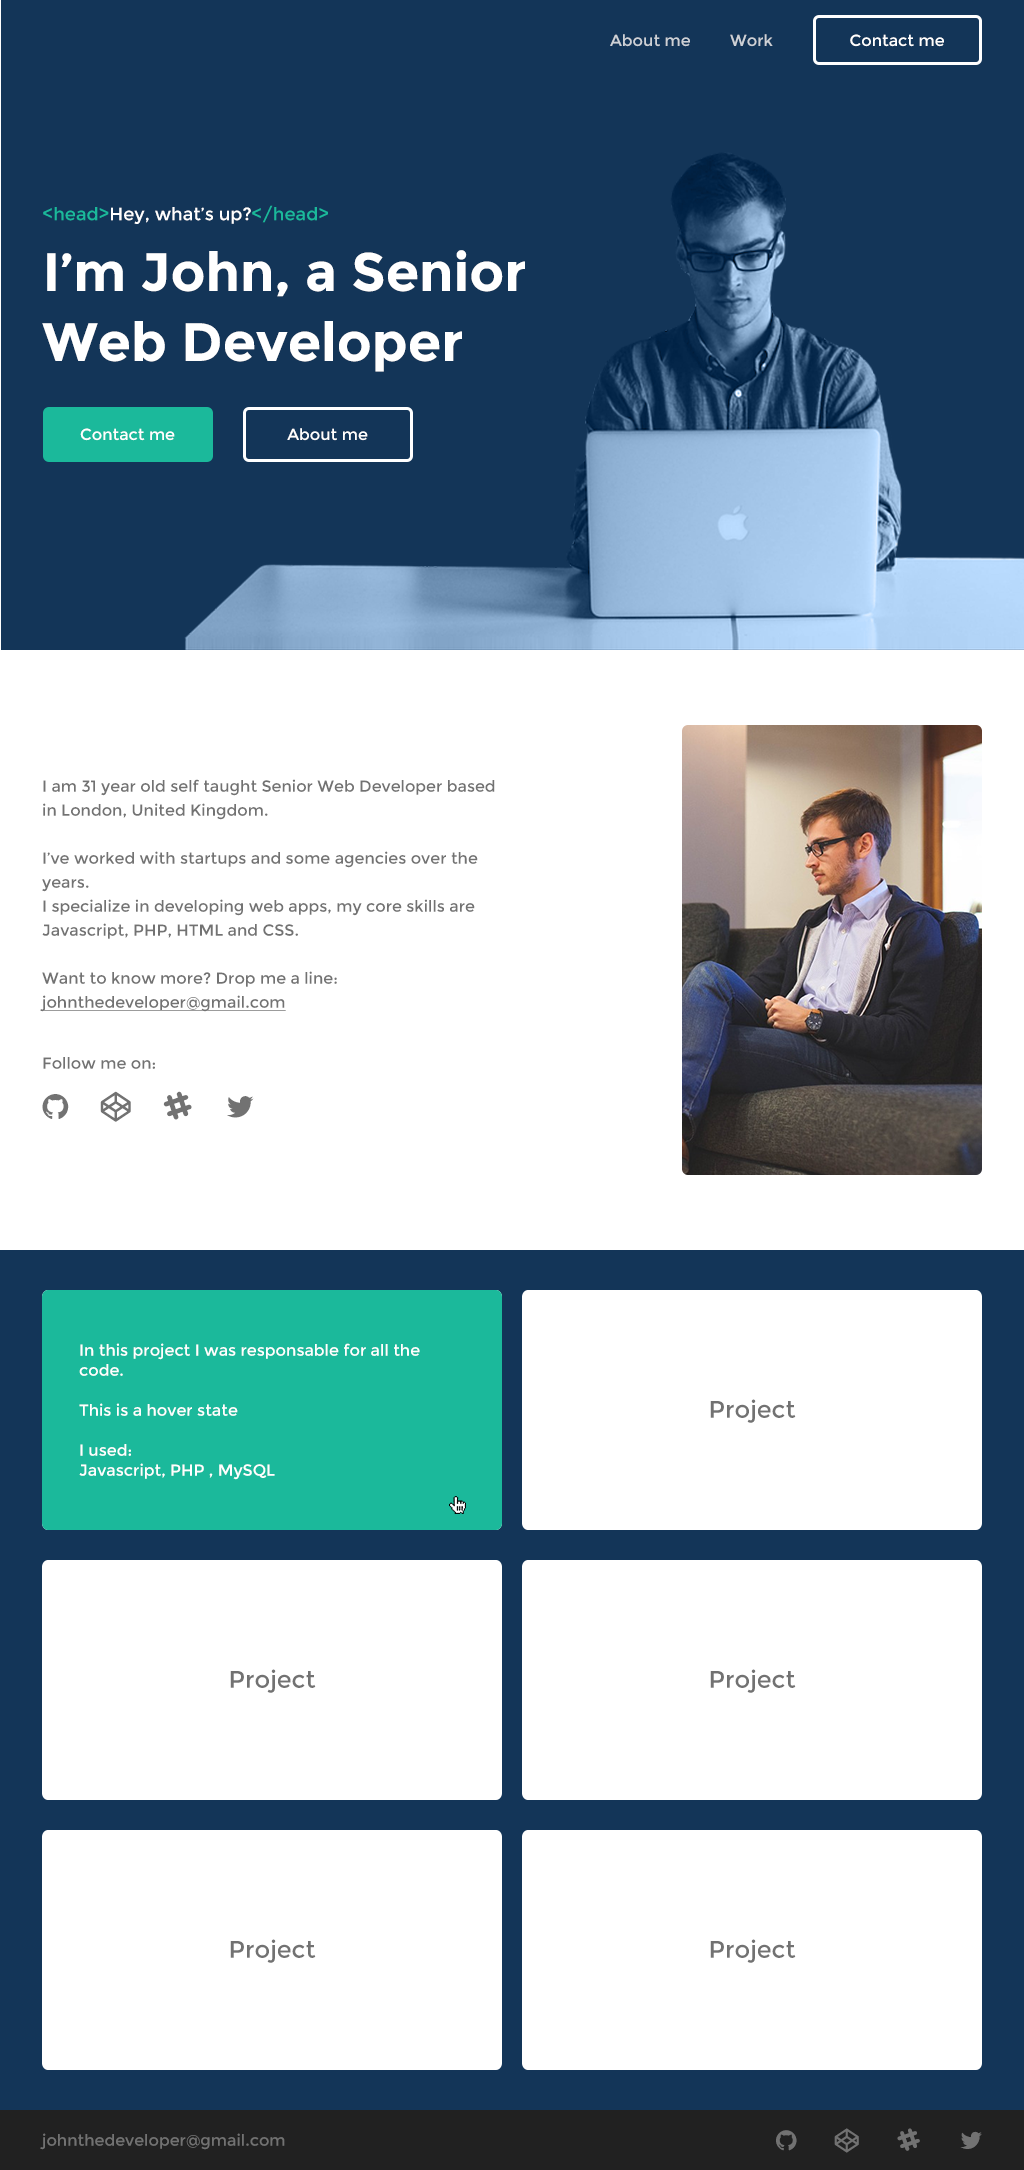 About me
Work
Contact me
<head>Hey, what's up?</head>
I'm John, a Senior
Web Developer
Contact me
About me
I am 31 year old self taught Senior Web Developer based
in London, United Kingdom.
I've worked with startups and some agencies over the
years.
I specialize in developing web apps, my core skills are
Javascript, PHP, HTML and CSS.
Want to know more? Drop me a line:
johnthedeveloper@gmail.com
Follow me on:
In this project I was responsable for all the
code.
This is a hover state
I used:
Javascript, PHP , MySQL
Project
Project
Project
Project
Project
johnthedeveloper@gmail.com